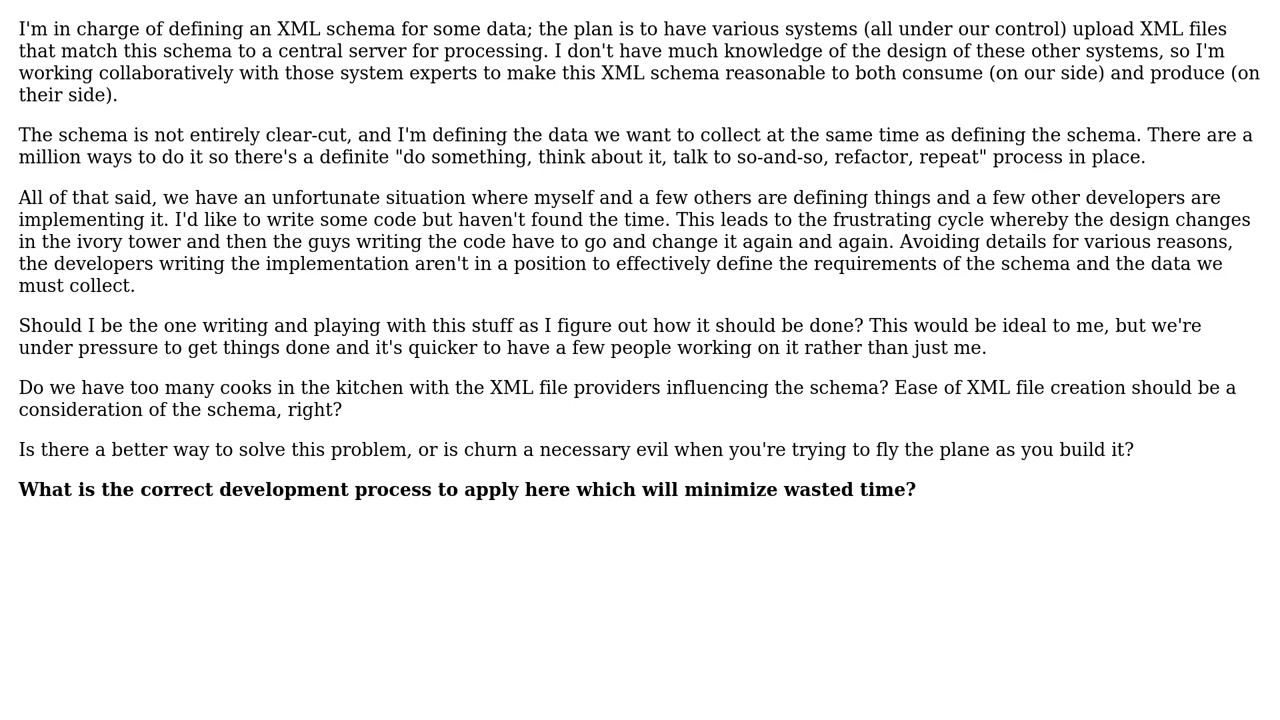 I'm in charge of defining an XML schema for some data; the plan is to have various systems (all under our control) upload XML files
that match this schema to a central server for processing. I don't have much knowledge of the design of these other systems, so I'm
working collaboratively with those system experts to make this XML schema reasonable to both consume (on our side) and produce (on
their side).
The schema is not entirely clear-cut, and I'm defining the data we want to collect at the same time as defining the schema. There are a
million ways to do it so there's a definite "do something, think about it, talk to so-and-so, refactor, repeat" process in place.
All of that said, we have an unfortunate situation where myself and a few others are defining things and a few other developers are
implementing it. I'd like to write some code but haven't found the time. This leads to the frustrating cycle whereby the design changes
in the ivory tower and then the guys writing the code have to go and change it again and again. Avoiding details for various reasons,
the developers writing the implementation aren't in a position to effectively define the requirements of the schema and the data we
must collect.
Should I be the one writing and playing with this stuff as I figure out how it should be done? This would be ideal to me, but we're
under pressure to get things done and it's quicker to have a few people working on it rather than just me.
Do we have too many cooks in the kitchen with the XML file providers influencing the schema? Ease of XML file creation should be a
consideration of the schema, right?
Is there a better way to solve this problem, or is churn a necessary evil when you're trying to fly the plane as you build it?
What is the correct development process to apply here which will minimize wasted time?